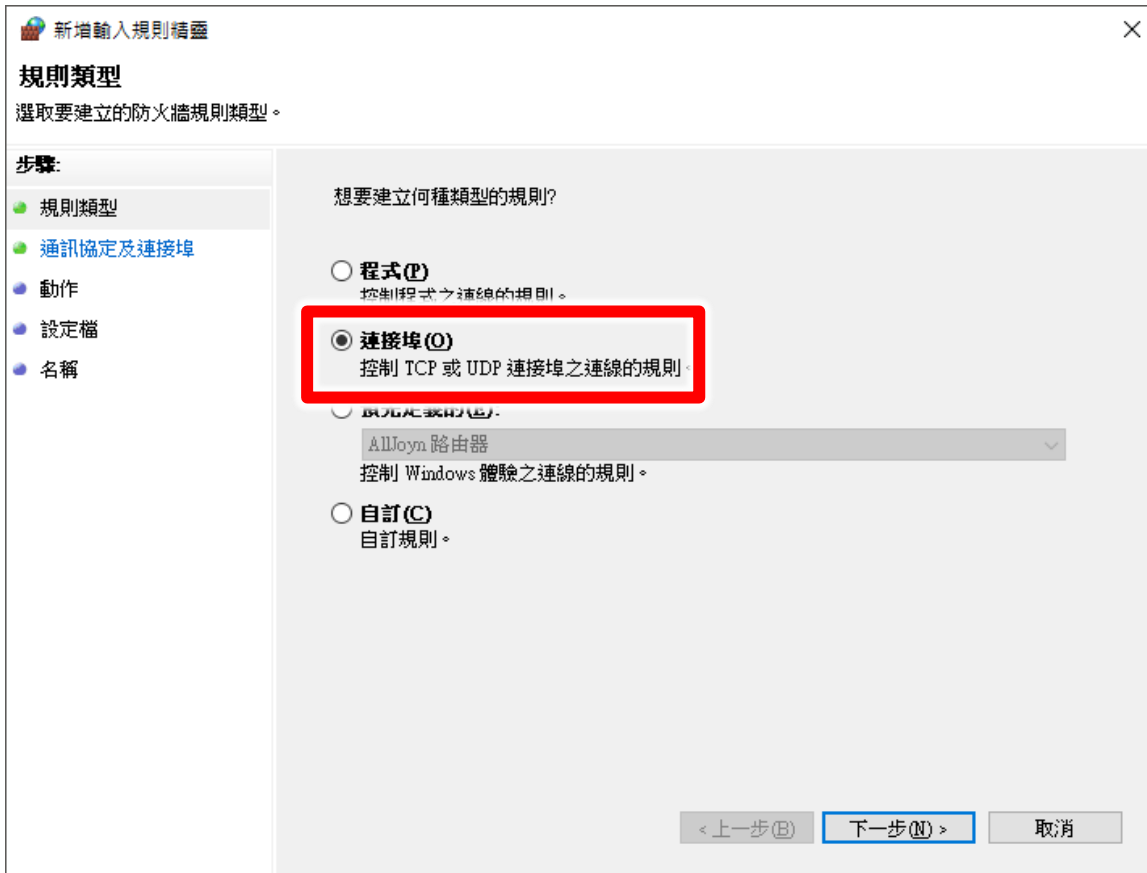 新增輸入規則精靈
規則類型
選取要建立的防火牆規則類型。
步驟:
規則類型
通訊協定及連接埠
動作
設定檔
名稱
想要建立何種類型的規則?
程式(P)
控制程式之連線的規則。
連接埠(O)
控制 TCP 或 UDP 連接埠之連線的規則。
預先定義的(E):
AllJoyn 路由器
控制 Windows 體驗之連線的規則。
自訂(C)
自訂規則。
<上一步(B)
下一步(N) >
取消